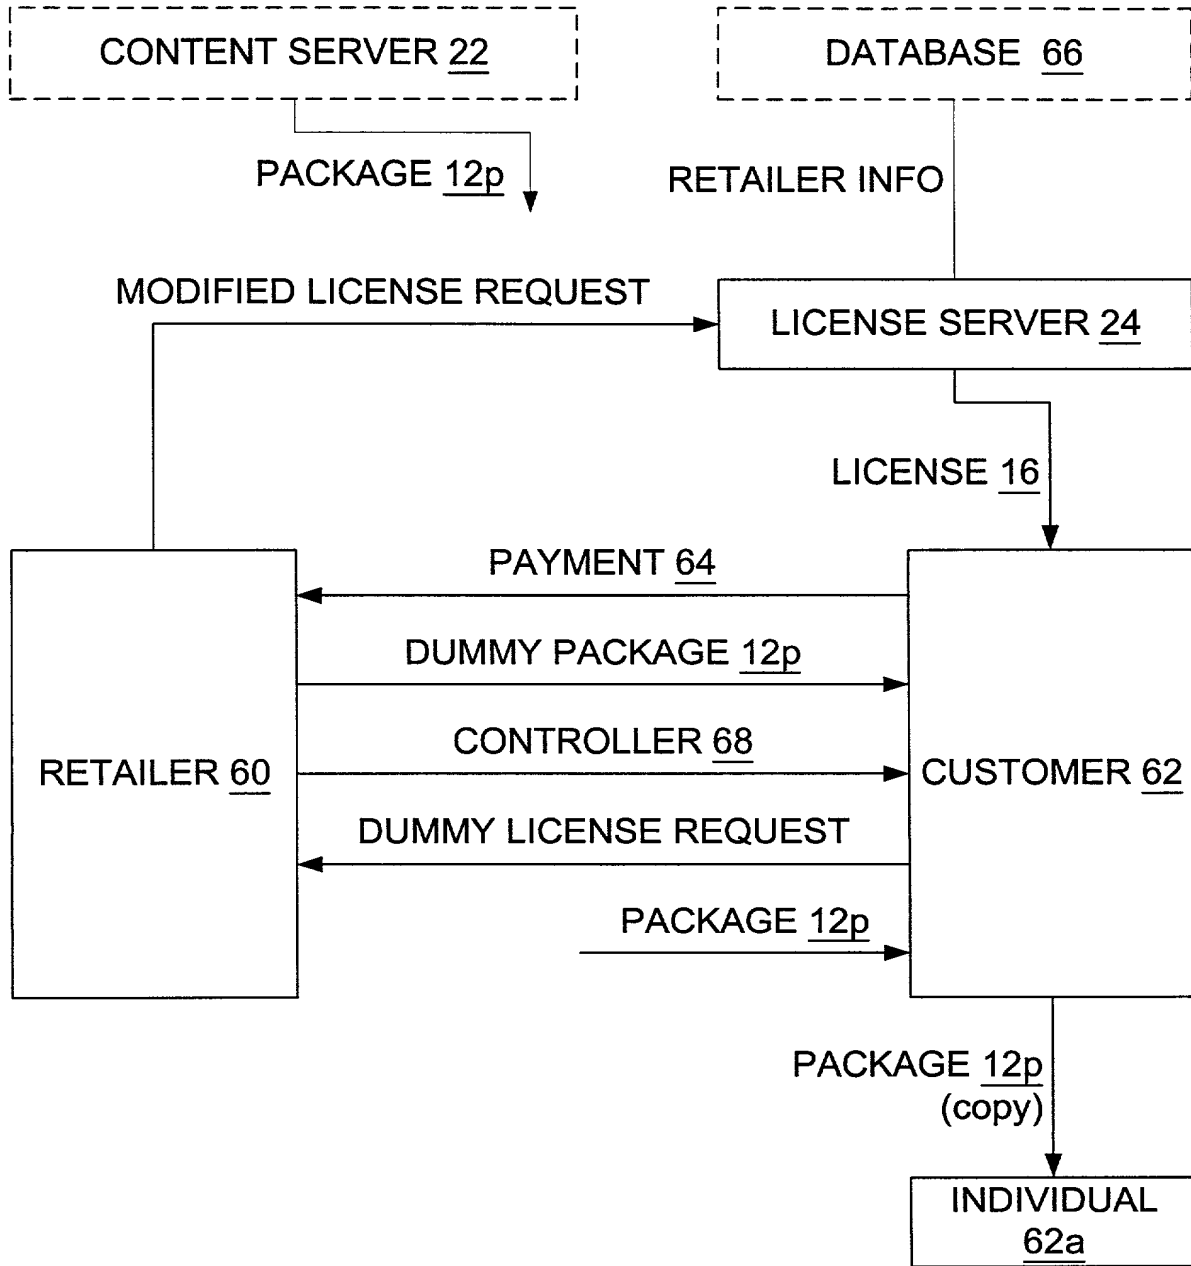 CONTENT SERVER 22
DATABASE 66
PACKAGE 12p
RETAILER INFO
MODIFIED LICENSE REQUEST
LICENSE SERVER 24
LICENSE 16
PAYMENT 64
DUMMY PACKAGE 12p
CONTROLLER 68
RETAILER 60
CUSTOMER 62
DUMMY LICENSE REQUEST
PACKAGE 12p
PACKAGE 12p
(copy)
INDIVIDUAL
62a